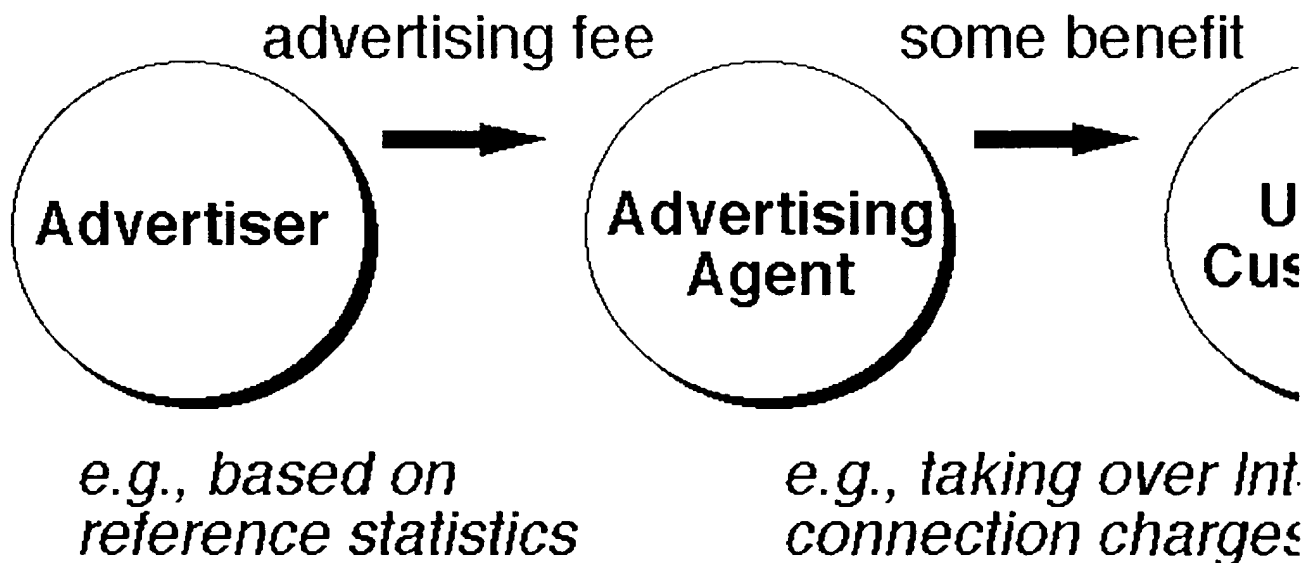 advertising fee some benefit
Advertiser
Advertising
Agent
e.g., based on
reference statistics
e.g., taking over
connection charges